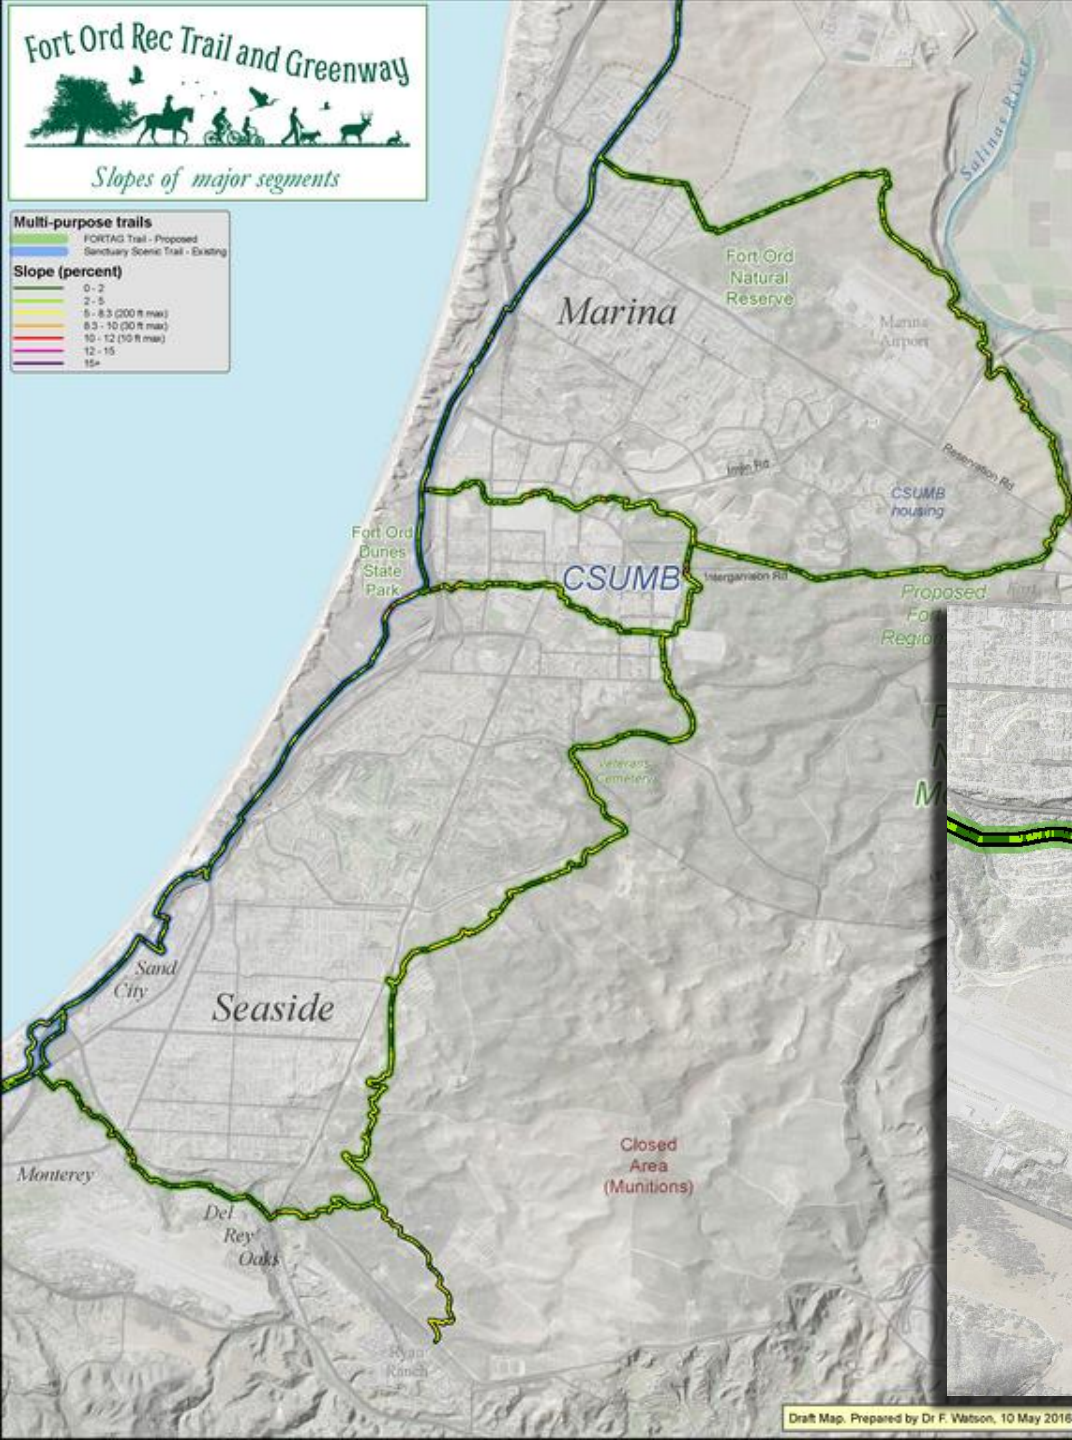 Fort Ord Rec Trail and Greenway
Slopes of major segments
Multi-purpose trails
FORTAG Trail - Proposed
Sanctuary Scenic Trail - Existing
Slope (percent)
0 - 2
2 - 5
5 - 8.3 (200 ft max)
8.3 - 10 (30 ft max)
10 - 12 (10 ft max)
12 - 15
15+
Salinas River
Fort Ord
Natural
Reserve
Marina
Marina
Airport
Reservation Rd
Imjin Rd
CSUMB
housing
Fort Ord
Dunes
State
Park
CSUMB
Intergarrison Rd
Proposed
Fo
Regio
F
N
M
Veterans
Cemetery
Sand
City
Seaside
Closed
Area
(Munitions)
Monterey
Del
Rey
Oaks
Ryan
Ranch
Draft Map. Prepared by Dr F. Watson, 10 May 2016